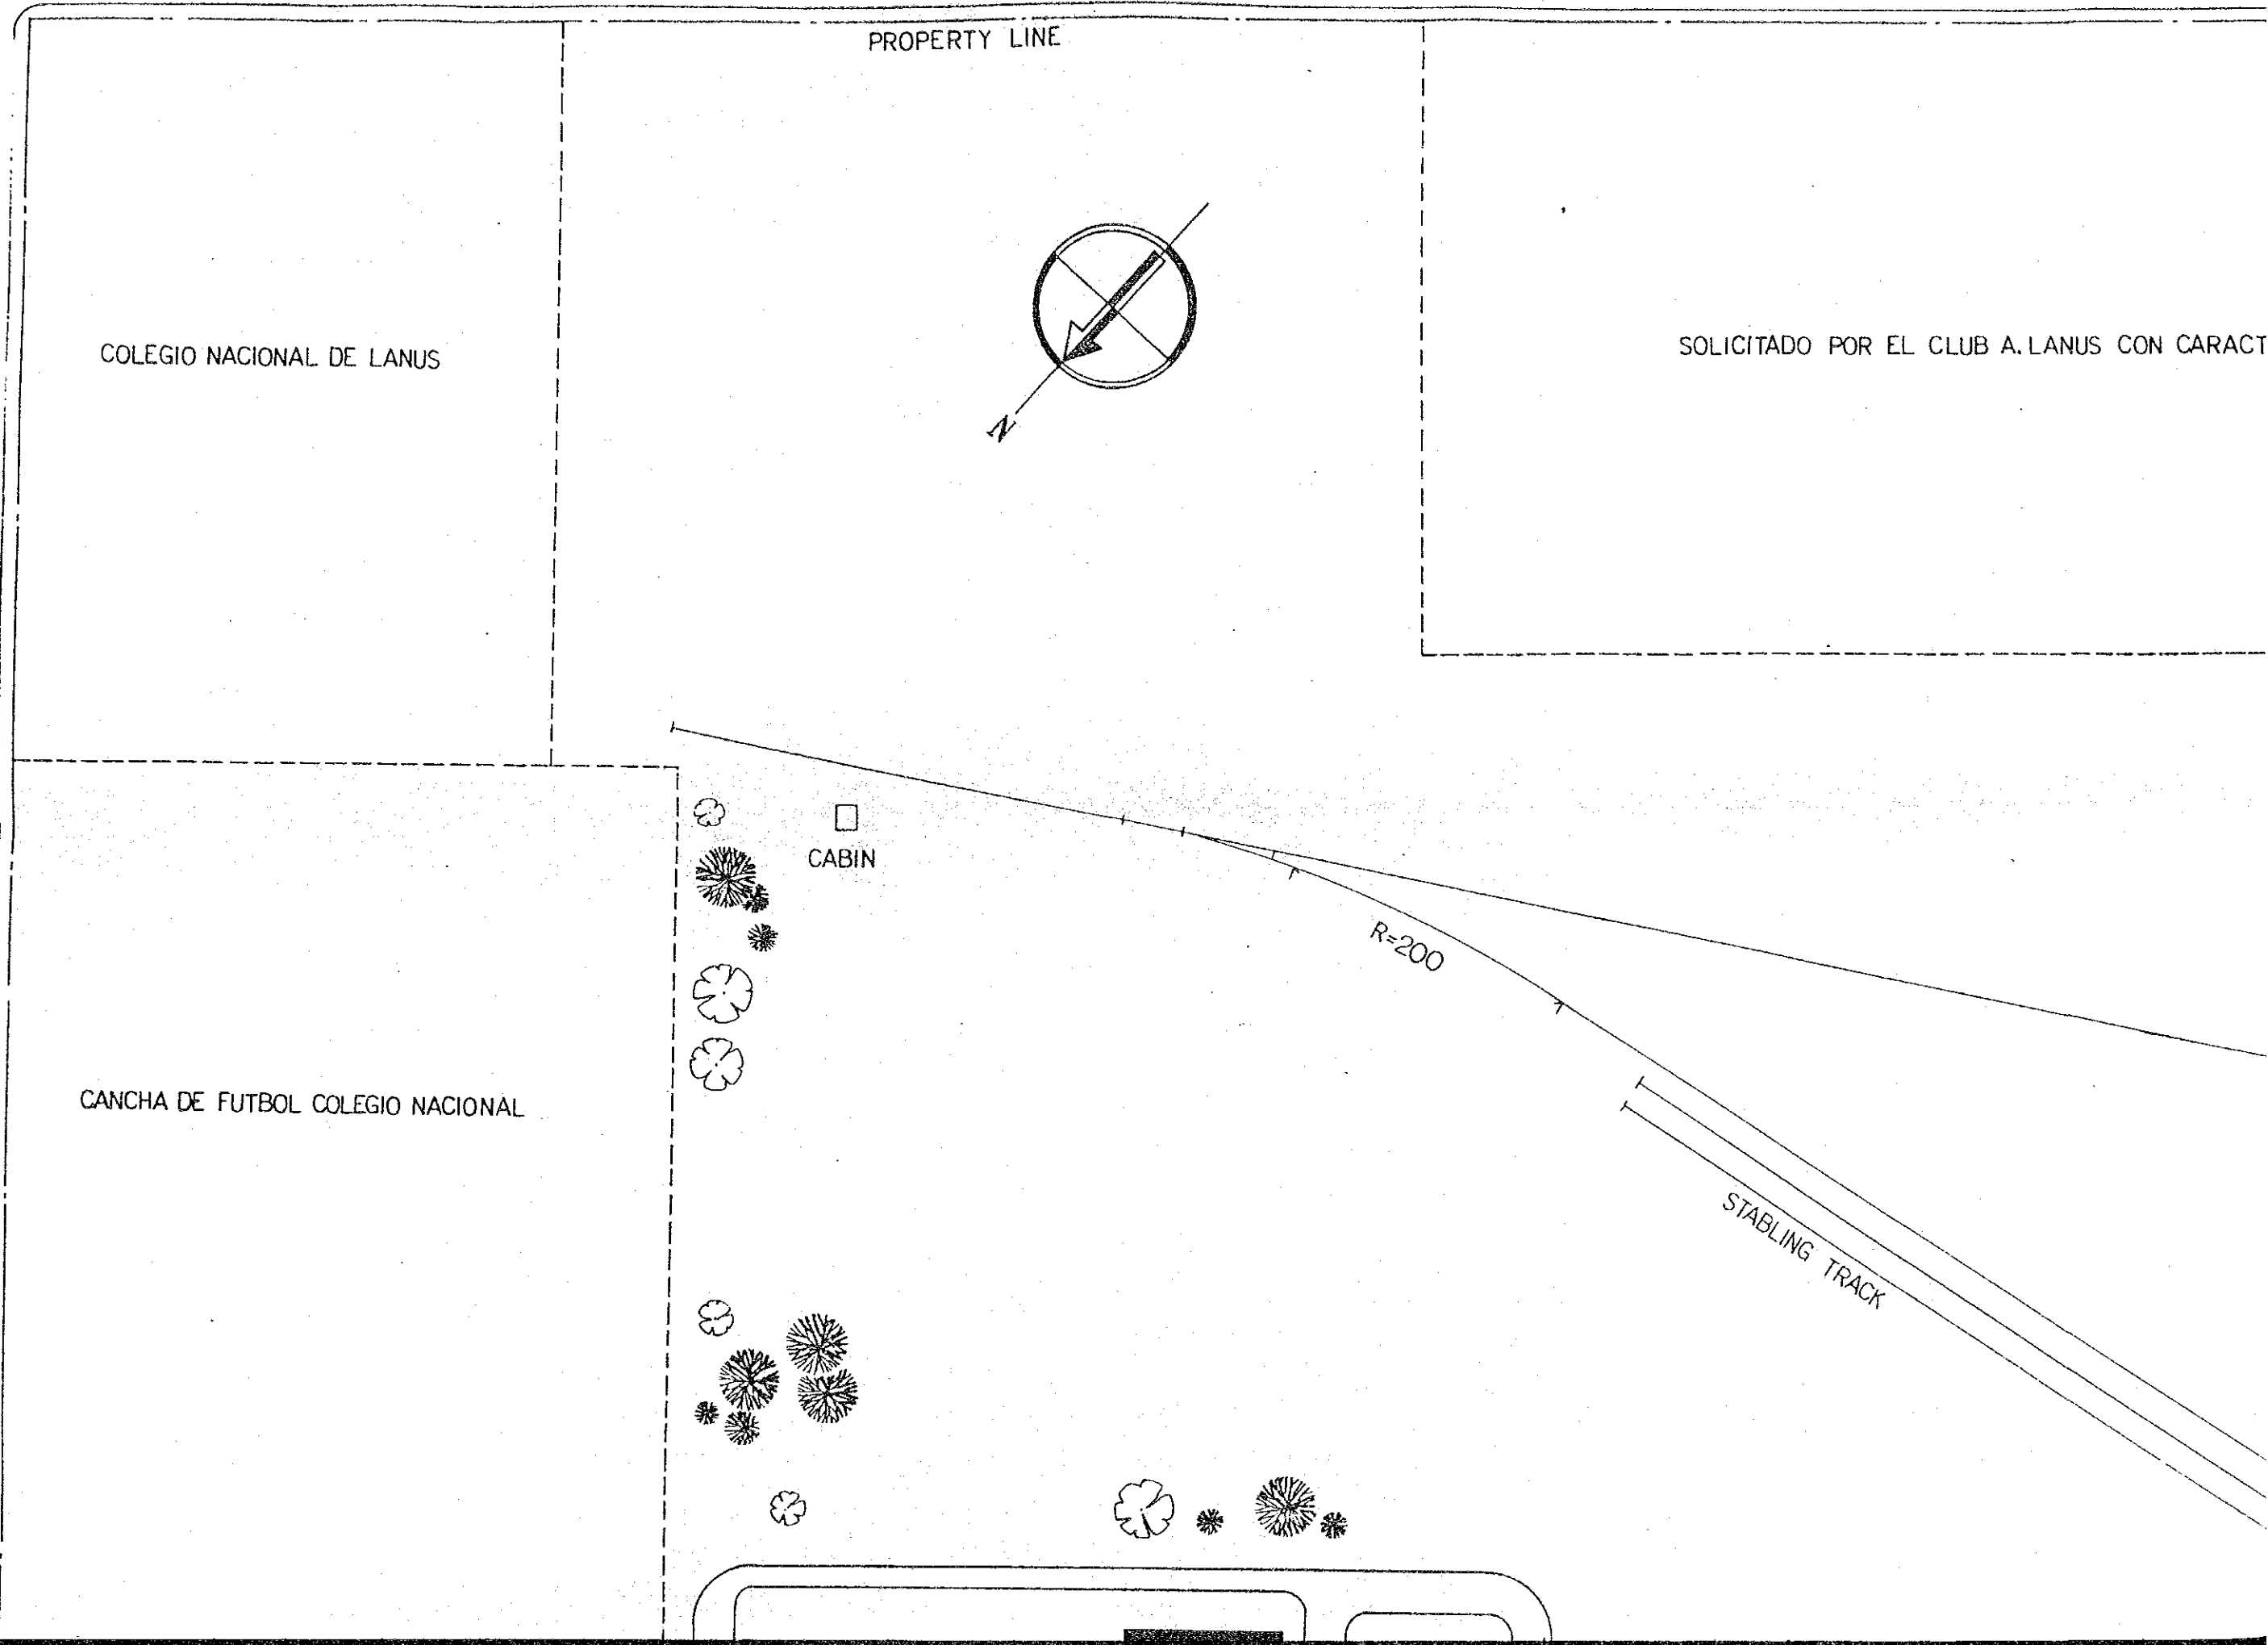 PROPERTY LINE
COLEGIO NACIONAL DE LANUS
N
SOLICITADO POR EL CLUB A. LANUS CON CARACT
CABIN
R=200
CANCHA DE FUTBOL COLEGIO NACIONAL
STABLING TRACK